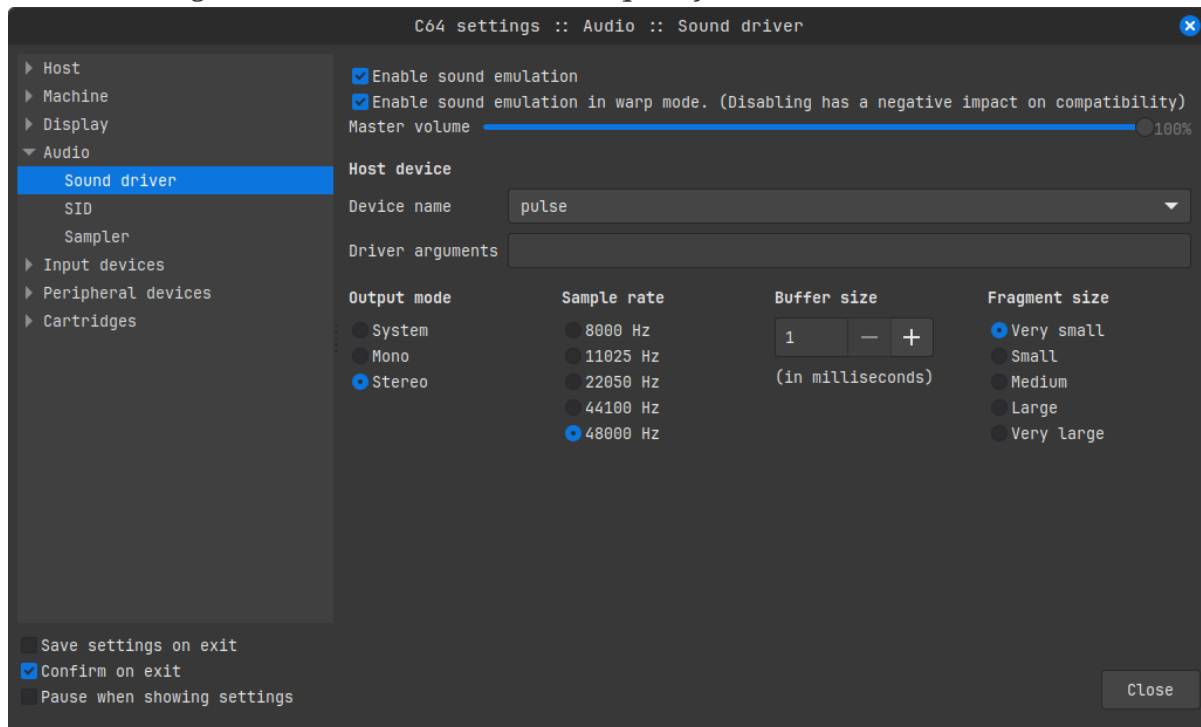 C64 settings :: Audio :: Sound driver
Host
Machine
Display
Audio
Sound driver
SID
Sampler
Input devices
Peripheral devices
Cartridges
Enable sound emulation
Enable sound emulation in warp mode. (Disabling has a negative impact on compatibility)
Master volume 100%
Host device
Device name pulse
Driver arguments
Output mode
System
Mono
Stereo
Sample rate
8000 Hz
11025 Hz
22050 Hz
44100 Hz
48000 Hz
Buffer size
1 — +
(in milliseconds)
Fragment size
Very small
Small
Medium
Large
Very large
Save settings on exit
Confirm on exit
Pause when showing settings
Close